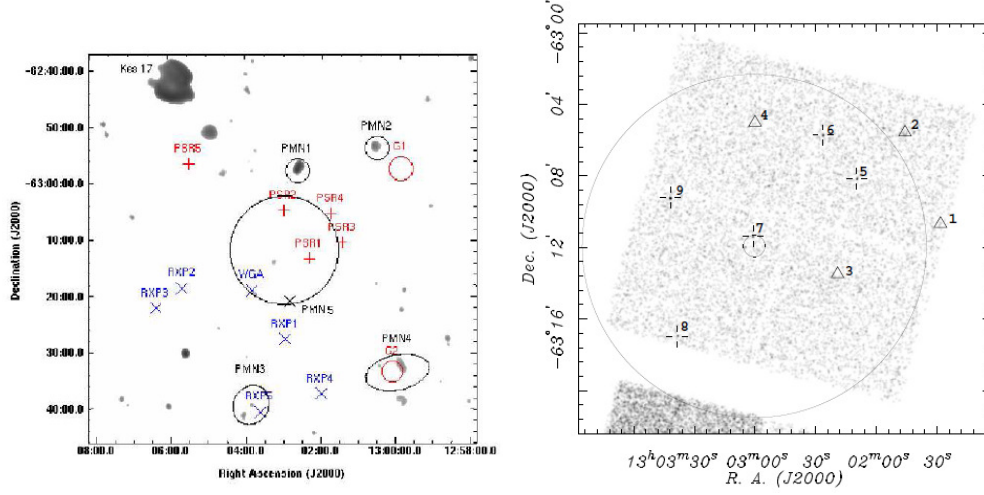 -02:40:00.0
50:00.0
-63:00:00.0
10:00.0
20:00.0
30:00.0
40:00.0
Declination (J2000)
Kes 17
PMN2
G1
PSR5
PMN1
PSR2
PSR4
PSR3
PSR1
RXP2
WGA
RXP3
PMN5
RXP1
PMN4
G2
PMN3
RXP4
RXP5
08:00.0
06:00.0
04:00.0
02:00.0
13:00:00.0
12:58:00.0
Right Ascension (J2000)
-63°00'
04'
08'
12'
-63°16'
Dec. (J2000)
4
6
2
5
9
1
7
3
8
13ʰ03ᵐ30ˢ
03ᵐ00ˢ
30ˢ
02ᵐ00ˢ
30ˢ
R. A. (J2000)